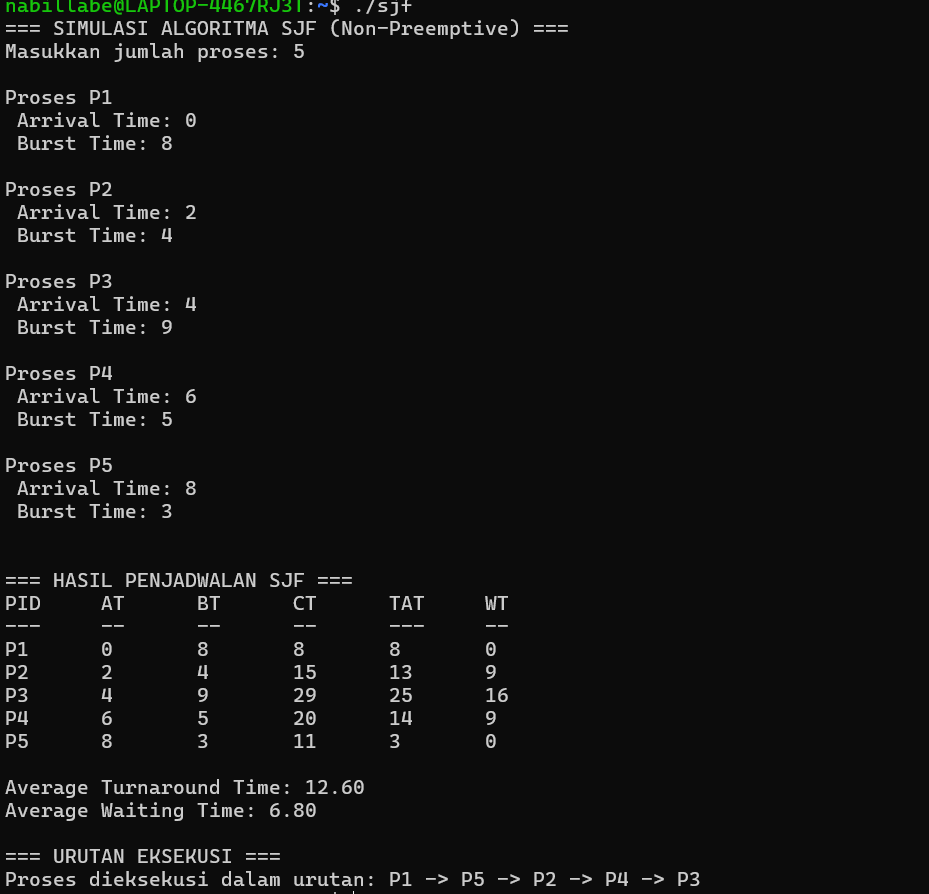 nabillabe@LAPTOP-4467RJ3T:~$ ./sjf
=== SIMULASI ALGORITMA SJF (Non-Preemptive) ===
Masukkan jumlah proses: 5
Proses P1
Arrival Time: 0
Burst Time: 8
Proses P2
Arrival Time: 2
Burst Time: 4
Proses P3
Arrival Time: 4
Burst Time: 9
Proses P4
Arrival Time: 6
Burst Time: 5
Proses P5
Arrival Time: 8
Burst Time: 3
=== HASIL PENJADWALAN SJF ===
PID AT BT CT TAT WT
--- -- -- -- --- --
P1 0 8 8 8 0
P2 2 4 15 13 9
P3 4 9 29 25 16
P4 6 5 20 14 9
P5 8 3 11 3 0
Average Turnaround Time: 12.60
Average Waiting Time: 6.80
=== URUTAN EKSEKUSI ===
Proses dieksekusi dalam urutan: P1 -> P5 -> P2 -> P4 -> P3